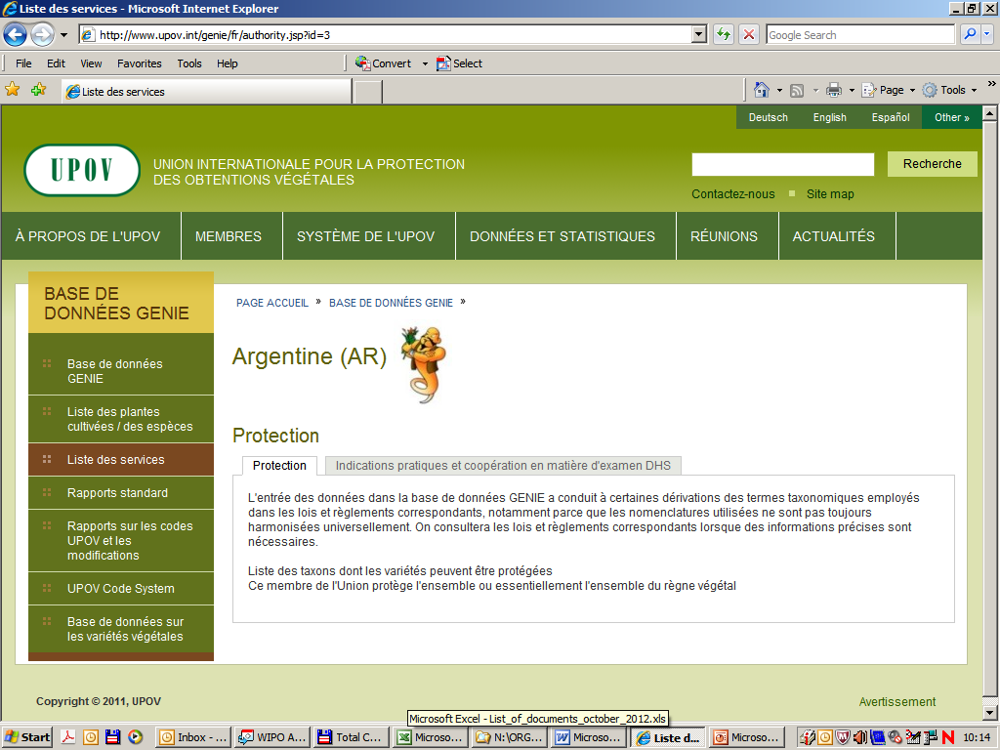 Liste des services - Microsoft Internet Explorer
http://www.upov.int/genie/fr/authority.jsp?id=3
Google Search
File Edit View Favorites Tools Help
Convert Select
Liste des services
Page Tools »
Deutsch English Español Other »
UPOV
UNION INTERNATIONALE POUR LA PROTECTION
DES OBTENTIONS VÉGÉTALES
Recherche
Contactez-nous Site map
À PROPOS DE L'UPOV MEMBRES SYSTÈME DE L'UPOV DONNÉES ET STATISTIQUES RÉUNIONS ACTUALITÉS
BASE DE
DONNÉES GENIE
Base de données
GENIE
Liste des plantes
cultivées / des espèces
Liste des services
Rapports standard
Rapports sur les codes
UPOV et les
modifications
UPOV Code System
Base de données sur
les variétés végétales
PAGE ACCUEIL » BASE DE DONNÉES GENIE »
Argentine (AR)
Protection
Protection Indications pratiques et coopération en matière d'examen DHS
L'entrée des données dans la base de données GENIE a conduit à certaines dérivations des termes taxonomiques employés
dans les lois et règlements correspondants, notamment parce que les nomenclatures utilisées ne sont pas toujours
harmonisées universellement. On consultera les lois et règlements correspondants lorsque des informations précises sont
nécessaires.
Liste des taxons dont les variétés peuvent être protégées
Ce membre de l'Union protège l'ensemble ou essentiellement l'ensemble du règne végétal
Copyright © 2011, UPOV
Avertissement
Microsoft Excel - List_of_documents_october_2012.xls
Start Inbox - ... WIPO A... Total C... Microso... N:\ORG... Microso... Liste d... Microso... 10:14